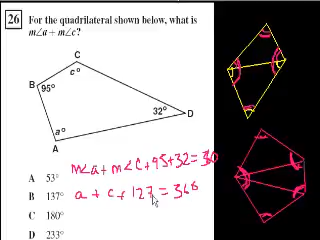 26 For the quadrilateral shown below, what is
m∠a + m∠c?
C
c°
B
95°
32°
D
a°
A
m∠a + m∠c + 95 + 32 = 360
A 53°
a + c + 127 = 360
B 137°
C 180°
D 233°